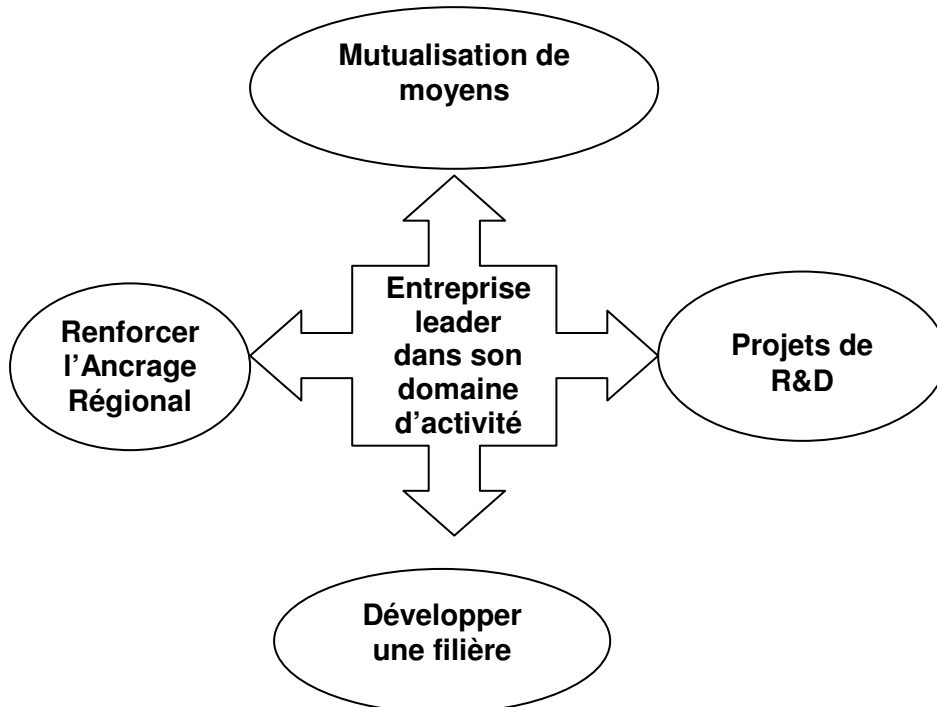 Mutualisation de
moyens
Entreprise
leader
dans son
domaine
d’activité
Renforcer
l’Ancrage
Régional
Projets de
R&D
Développer
une filière